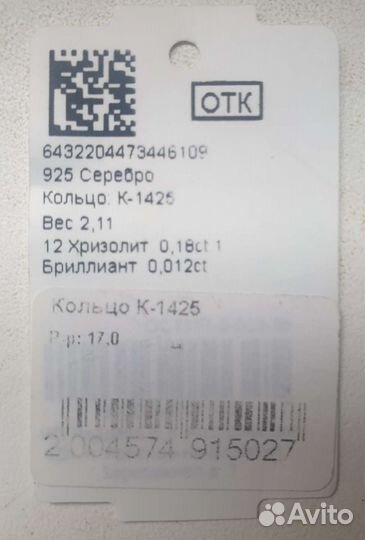 ОТК
6432204473446109
925 Серебро
Кольцо: К-1425
Вес 2,11
12 Хризолит 0,18ct 1
Бриллиант 0,012ct
Кольцо К-1425
Р-р: 17,0
2 004574 915027
Avito